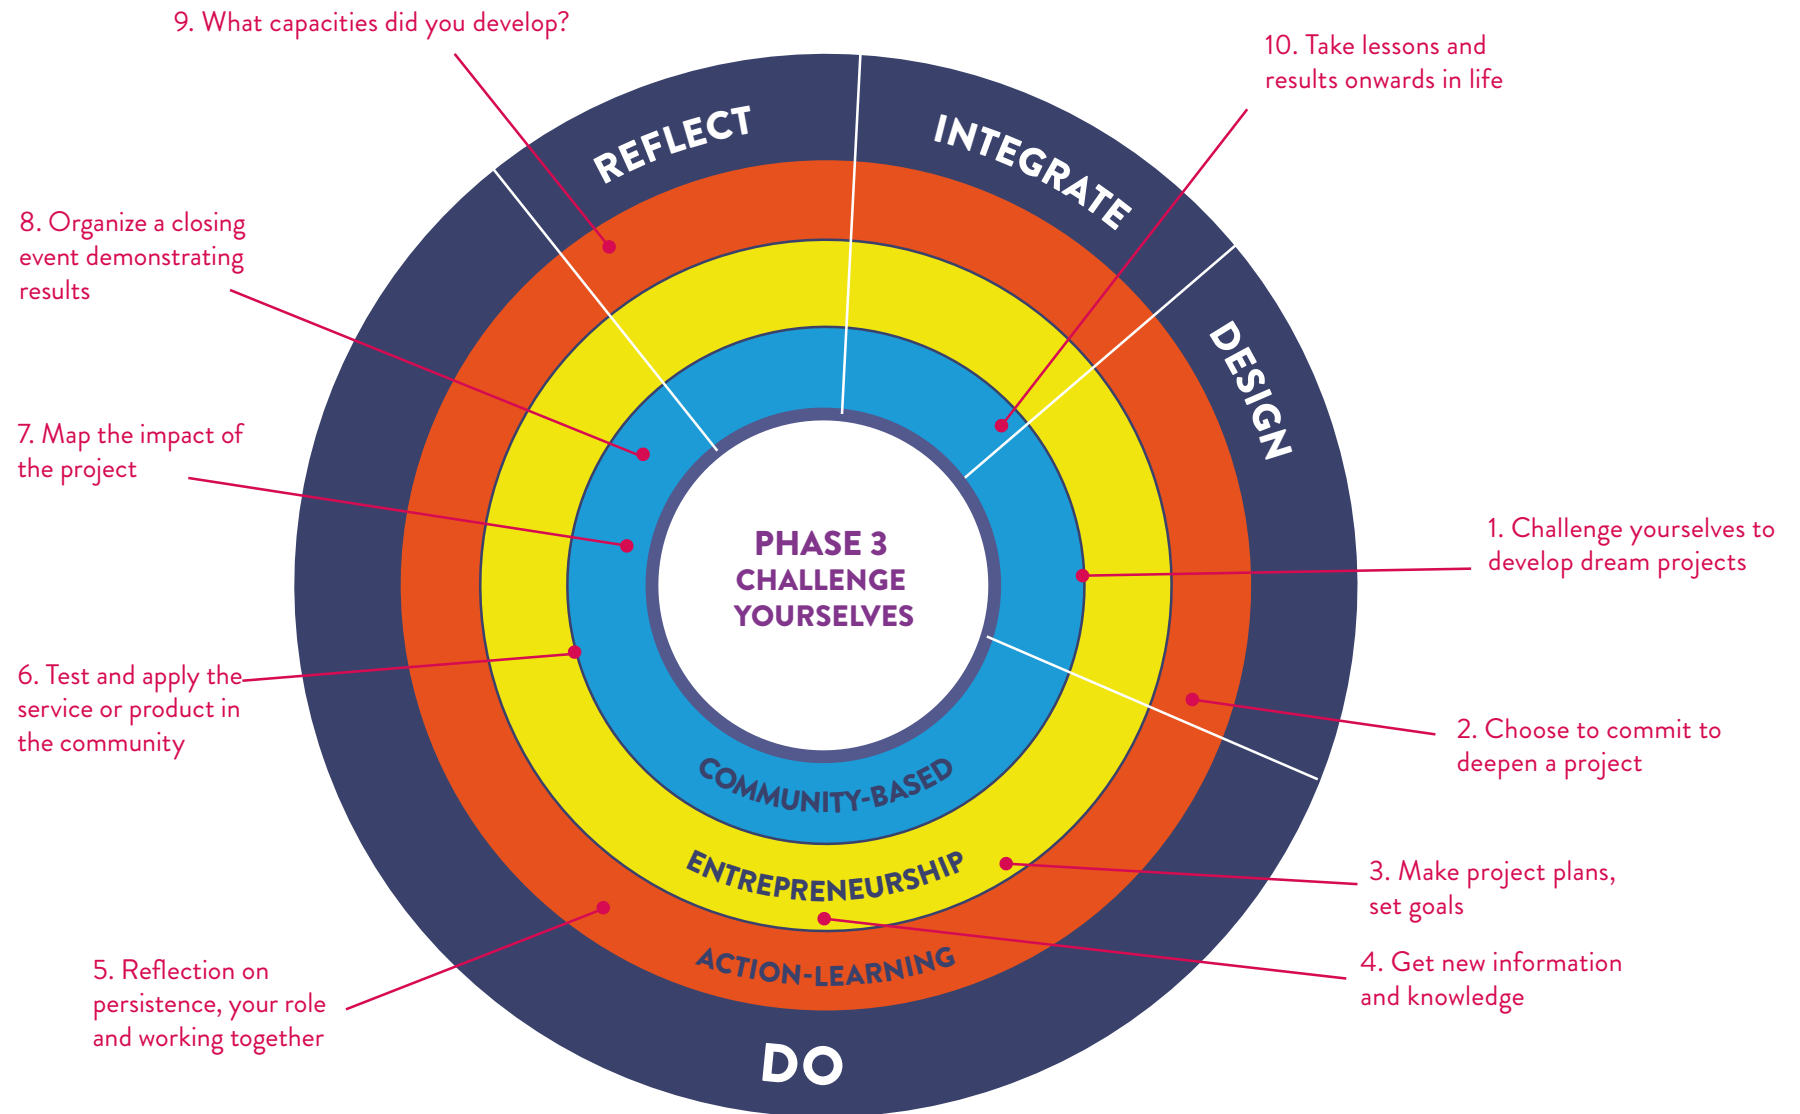 9. What capacities did you develop?
10. Take lessons and
results onwards in life
REFLECT
INTEGRATE
DESIGN
8. Organize a closing
event demonstrating
results
7. Map the impact of
the project
PHASE 3
CHALLENGE
YOURSELVES
1. Challenge yourselves to
develop dream projects
6. Test and apply the
service or product in
the community
2. Choose to commit to
deepen a project
COMMUNITY-BASED
ENTREPRENEURSHIP
ACTION-LEARNING
3. Make project plans,
set goals
4. Get new information
and knowledge
5. Reflection on
persistence, your role
and working together
DO